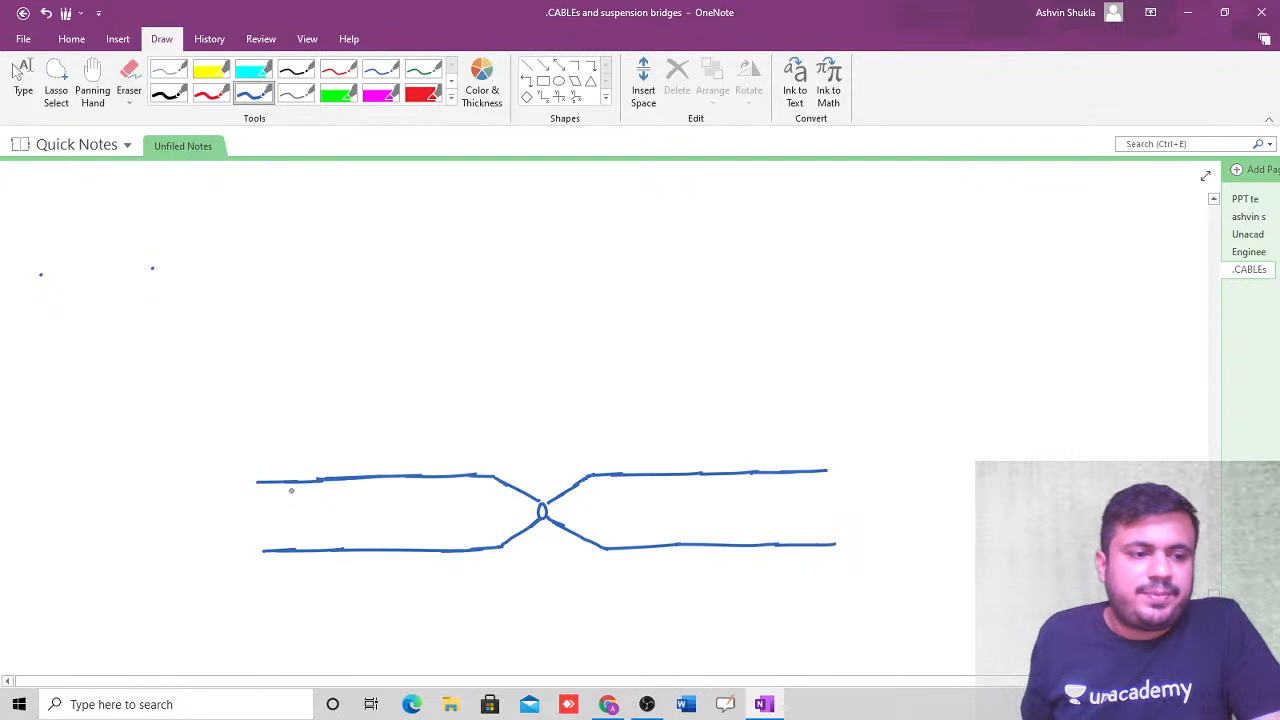 .CABLEs and suspension bridges - OneNote
Ashvin Shukla
File Home Insert Draw History Review View Help
Type
Lasso Select
Panning Hand
Eraser
Tools
Color & Thickness
Shapes
Insert Space
Delete
Arrange
Rotate
Edit
Ink to Text
Ink to Math
Convert
Quick Notes
Unfiled Notes
Search (Ctrl+E)
Add Pag
PPT te
ashvin s
Unacad
Enginee
.CABLEs
unacademy
Type here to search